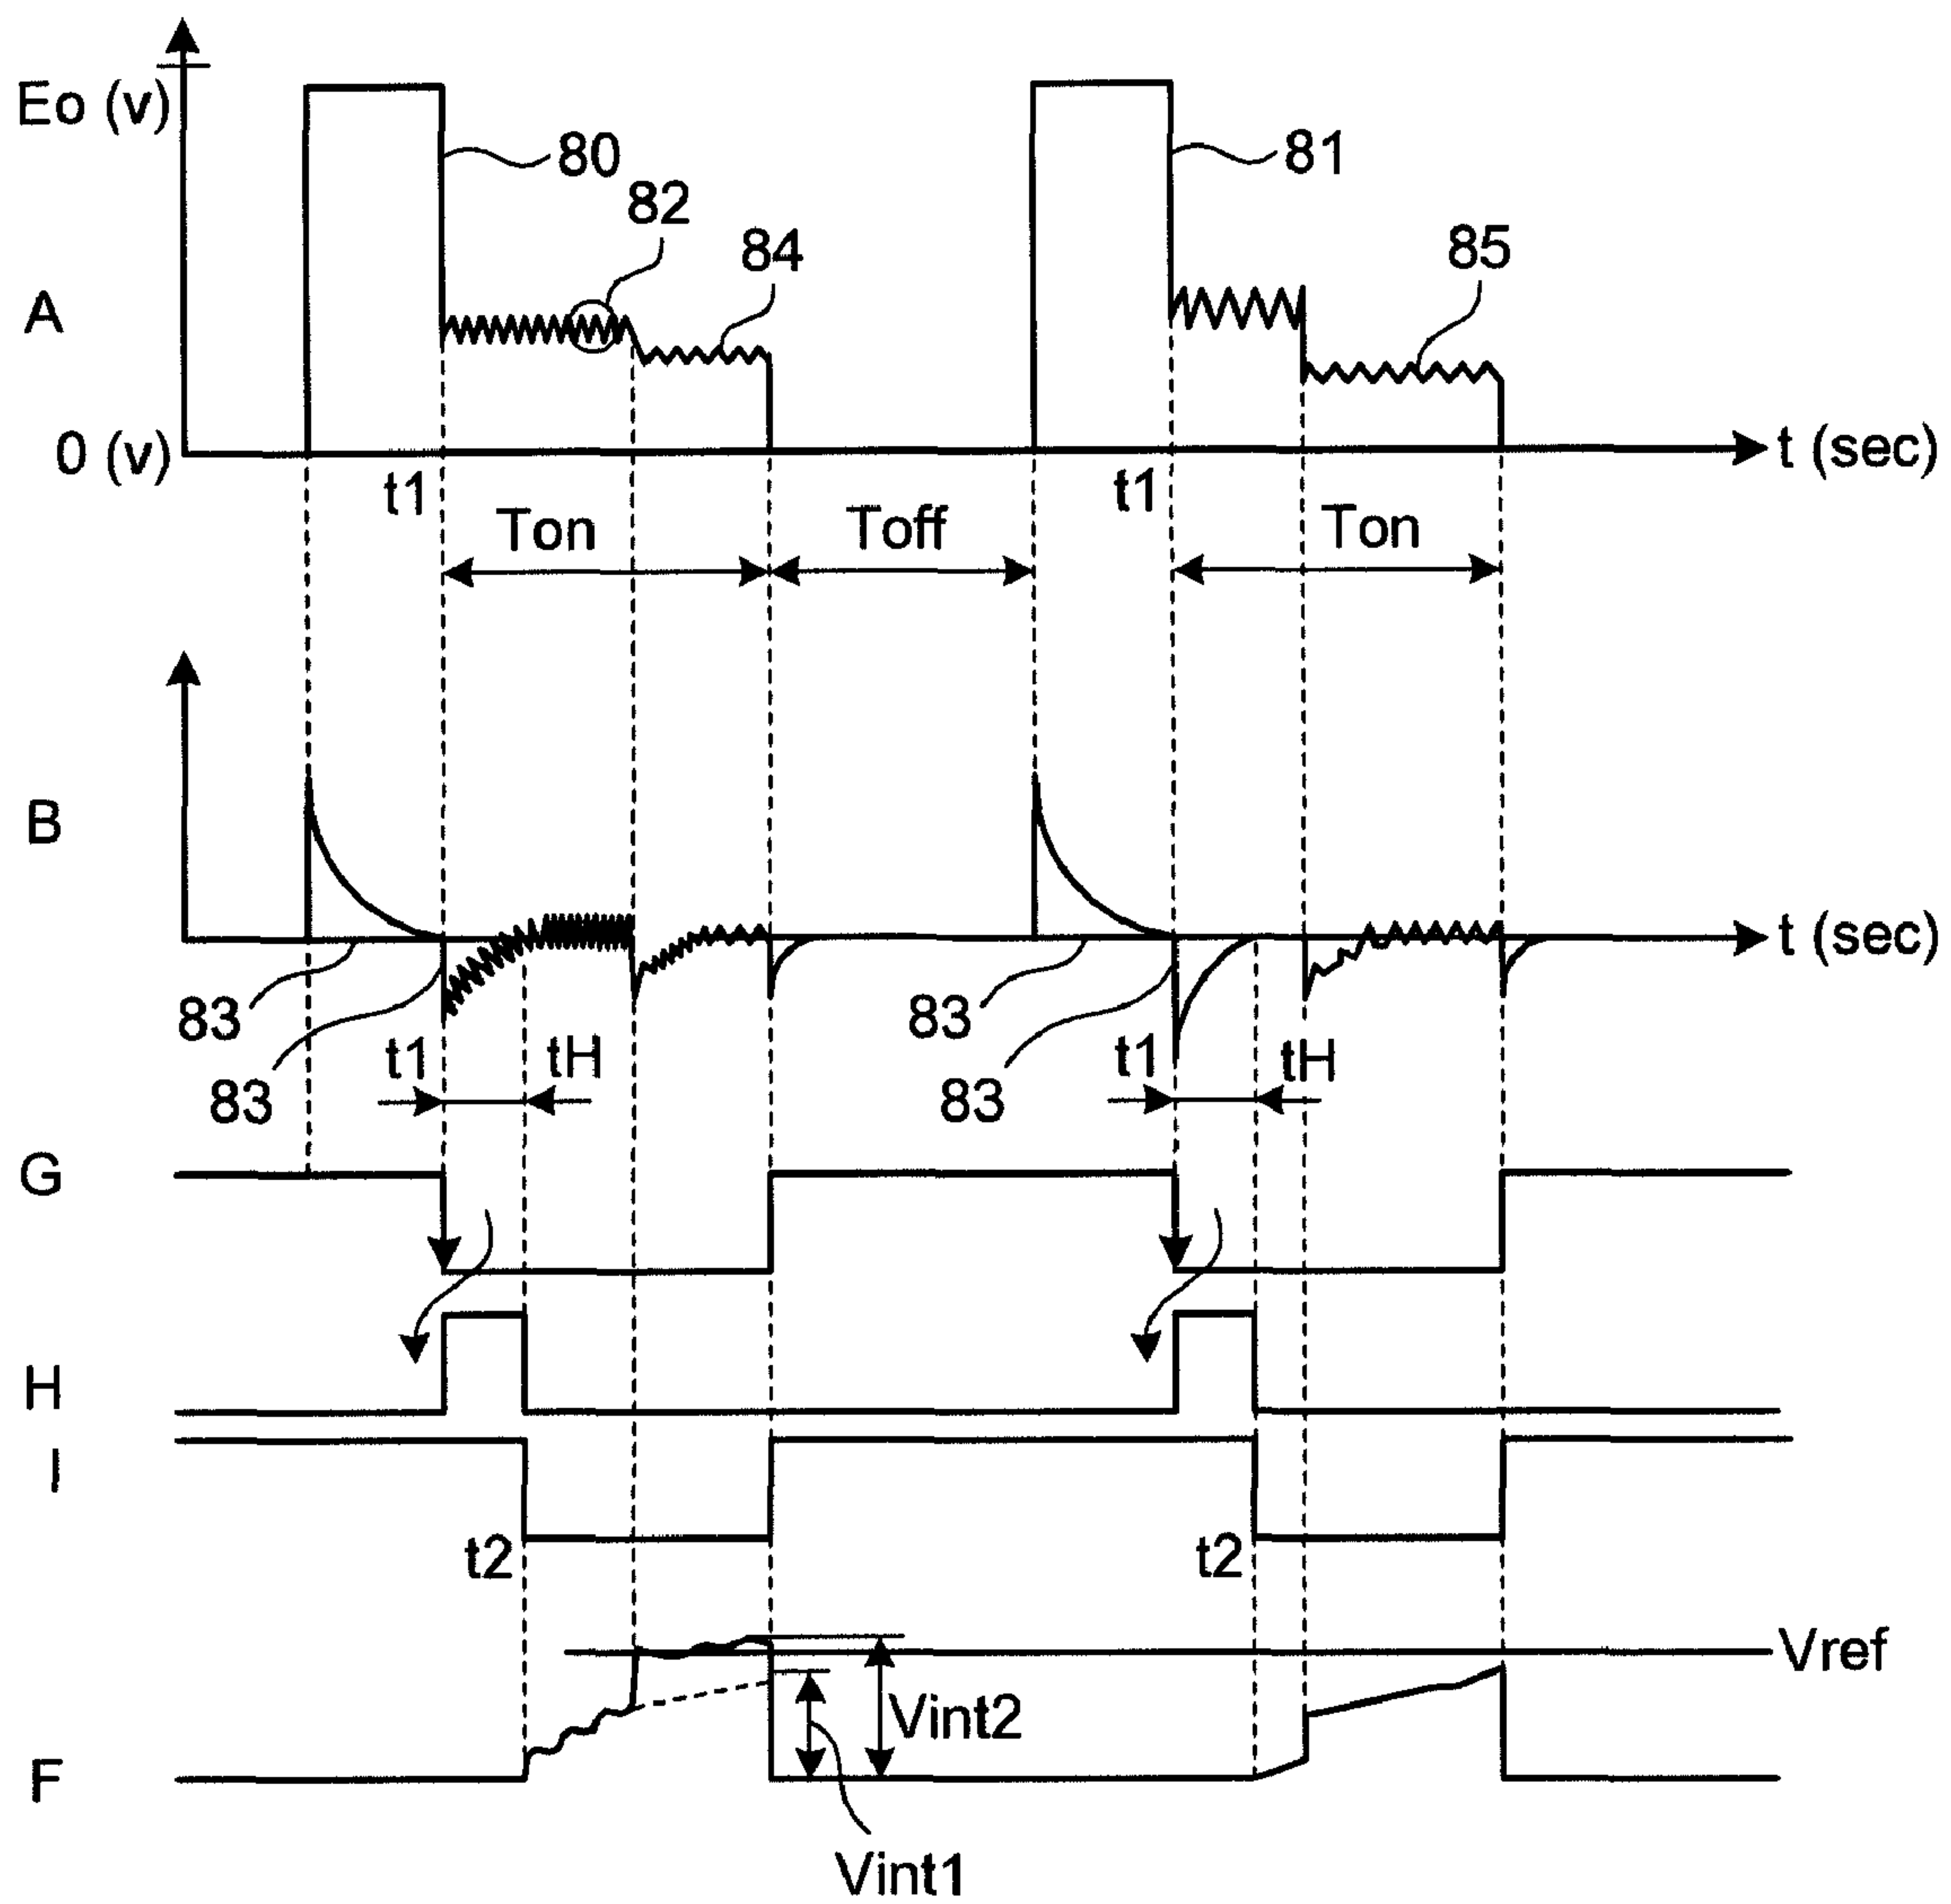 Eo (v)
80
81
82
84
85
A
0 (v)
t (sec)
t1
t1
Ton
Toff
Ton
B
t (sec)
83
83
t1
tH
83
83
t1
tH
G
H
I
t2
t2
Vref
Vint2
F
Vint1